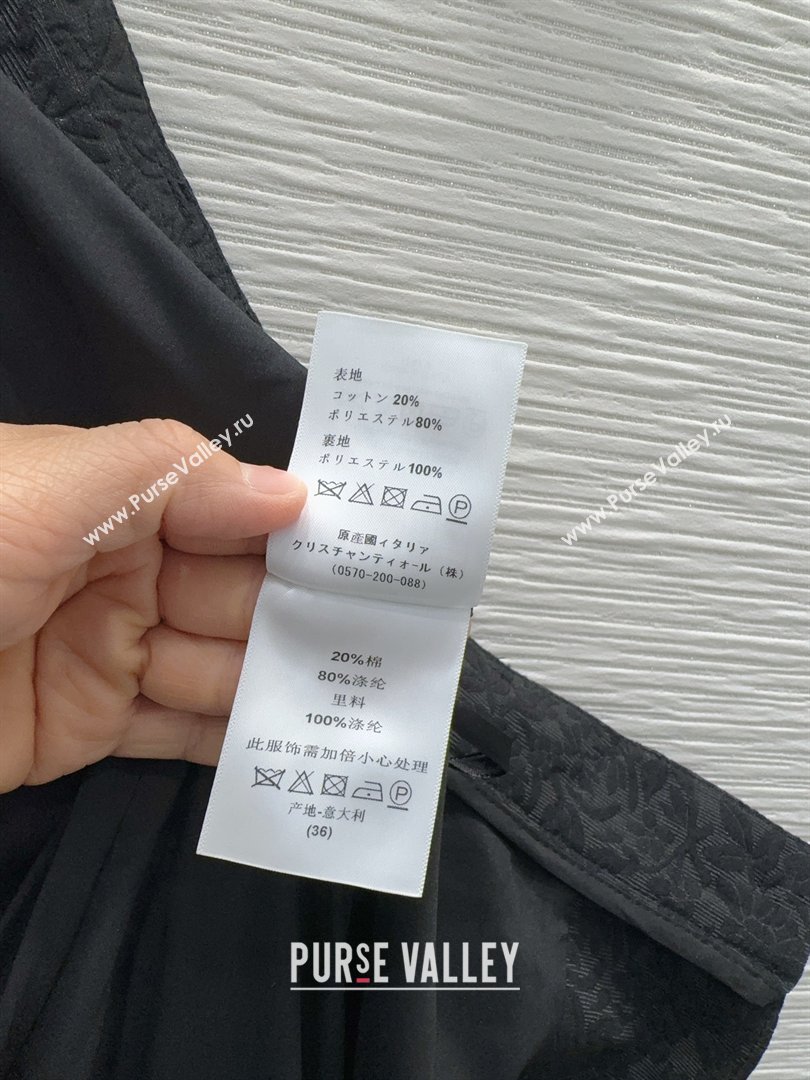 表地
コットン 20%
ポリエステル80%
裏地
ポリエステル 100%
P
原産國イタリア
クリスチャンティオール（株）
(0570-200-088)
20%棉
80%涤纶
里料
100%涤纶
此服饰需加倍小心处理
P
产地-意大利
(36)
www.PurseValley.ru
www.PurseValley.ru
PURSE VALLEY